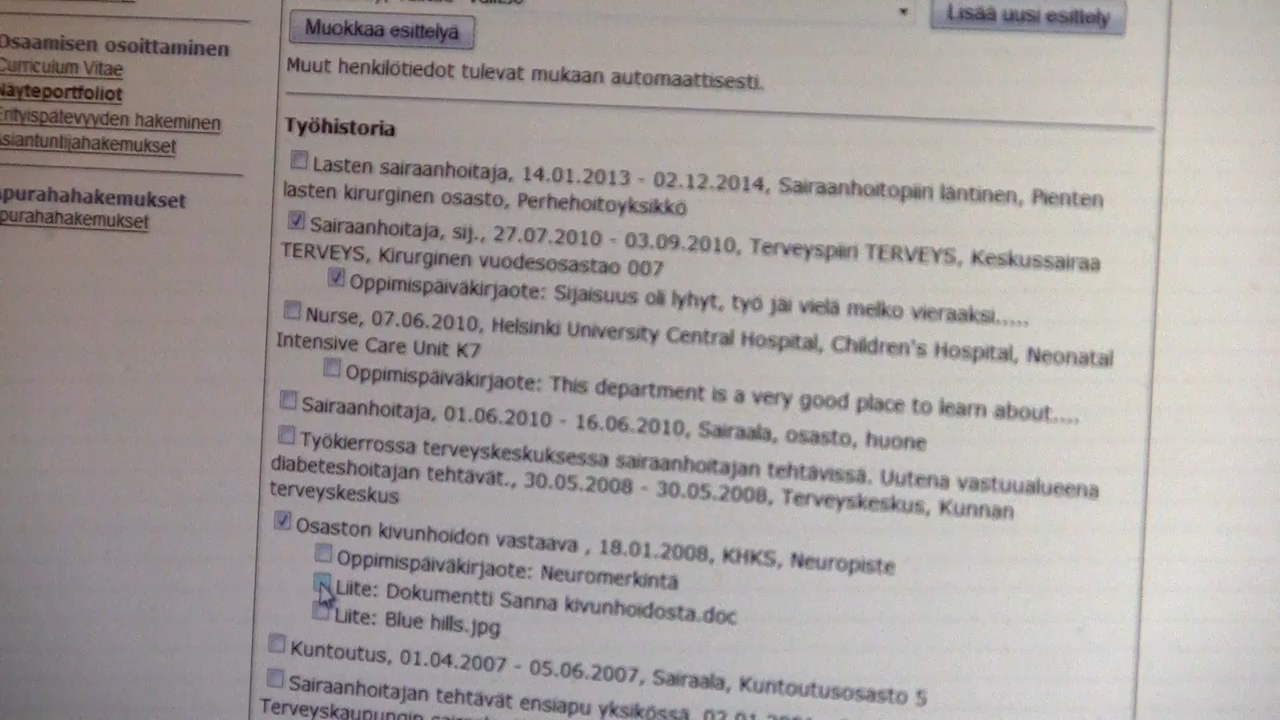 Osaamisen osoittaminen
Curriculum Vitae
Näyteportfoliot
Erityispätevyyden hakeminen
Asiantuntijahakemukset
Apurahahakemukset
Apurahahakemukset
Muokkaa esittelyä
Lisää uusi esittely
Muut henkilötiedot tulevat mukaan automaattisesti.
Työhistoria
Lasten sairaanhoitaja, 14.01.2013 - 02.12.2014, Sairaanhoitopiiri läntinen, Pienten
lasten kirurginen osasto, Perhehoitoyksikkö
Sairaanhoitaja, sij., 27.07.2010 - 03.09.2010, Terveyspiiri TERVEYS, Keskussairaa
TERVEYS, Kirurginen vuodesosastao 007
Oppimispäiväkirjaote: Sijaisuus oli lyhyt, työ jäi vielä melko vieraaksi.....
Nurse, 07.06.2010, Helsinki University Central Hospital, Children's Hospital, Neonatal
Intensive Care Unit K7
Oppimispäiväkirjaote: This department is a very good place to learn about....
Sairaanhoitaja, 01.06.2010 - 16.06.2010, Sairaala, osasto, huone
Työkierrossa terveyskeskuksessa sairaanhoitajan tehtävissä. Uutena vastuualueena
diabeteshoitajan tehtävät., 30.05.2008 - 30.05.2008, Terveyskeskus, Kunnan
terveyskeskus
Osaston kivunhoidon vastaava , 18.01.2008, KHKS, Neuropiste
Oppimispäiväkirjaote: Neuromerkintä
Liite: Dokumentti Sanna kivunhoidosta.doc
Liite: Blue hills.jpg
Kuntoutus, 01.04.2007 - 05.06.2007, Sairaala, Kuntoutusosasto 5
Sairaanhoitajan tehtävät ensiapu yksikössä, 02.01
Terveyskaupungin